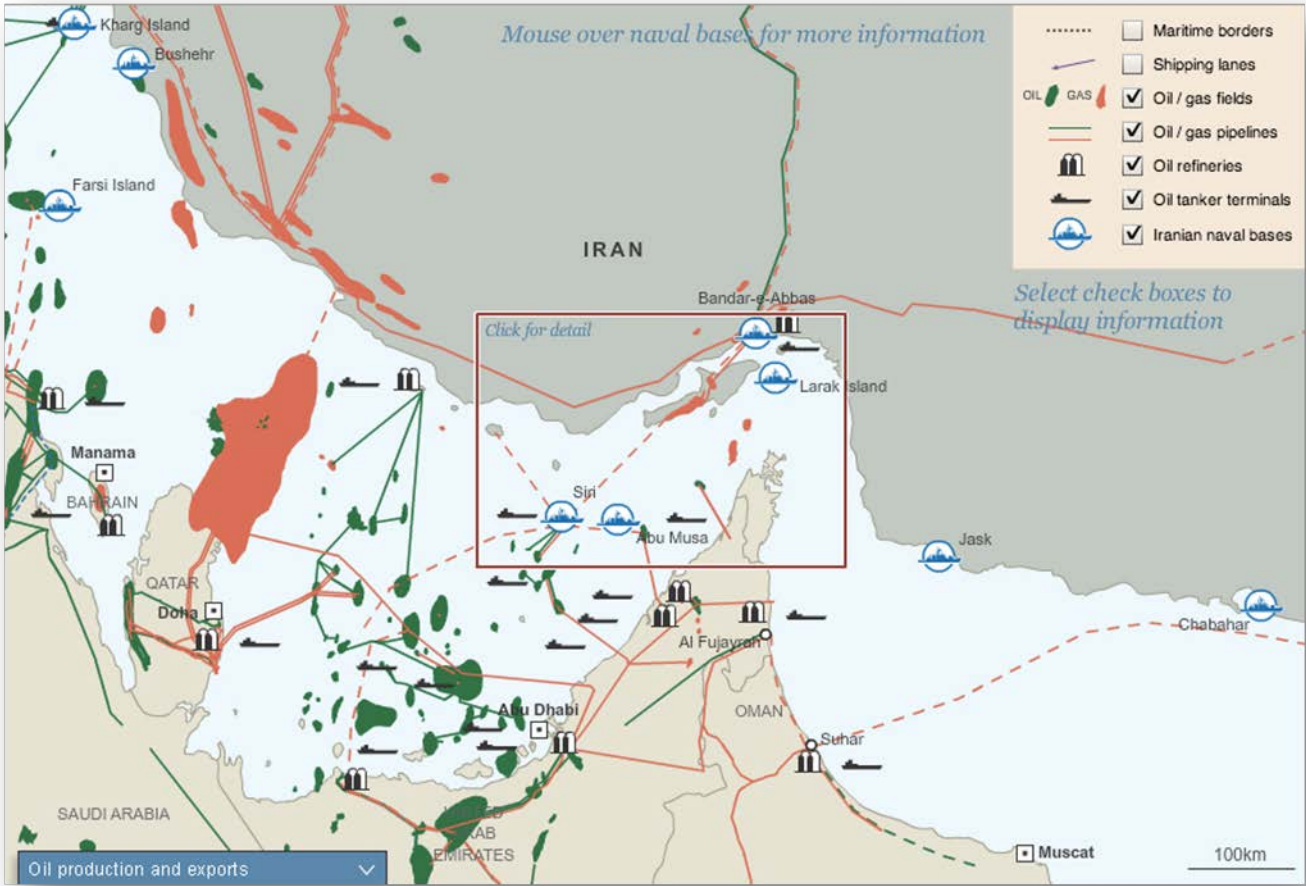 Kharg Island
Mouse over naval bases for more information
Bushehr
Maritime borders
Shipping lanes
OIL GAS Oil / gas fields
Oil / gas pipelines
Oil refineries
Oil tanker terminals
Iranian naval bases
Farsi Island
IRAN
Select check boxes to
display information
Bandar-e-Abbas
Click for detail
Larak Island
Manama
BAHRAIN
Siri
Abu Musa
Jask
QATAR
Doha
Chabahar
Al Fujayrah
Abu Dhabi
OMAN
Suhar
SAUDI ARABIA
UNITED
ARAB
EMIRATES
Muscat
100km
Oil production and exports